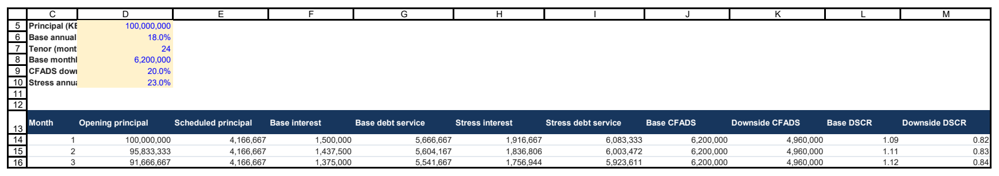 C D E F G H I J K L M
5 Principal (KE 100,000,000
6 Base annual 18.0%
7 Tenor (mont 24
8 Base monthl 6,200,000
9 CFADS dow 20.0%
10 Stress annua 23.0%
11
12
13 Month Opening principal Scheduled principal Base interest Base debt service Stress interest Stress debt service Base CFADS Downside CFADS Base DSCR Downside DSCR
14 1 100,000,000 4,166,667 1,500,000 5,666,667 1,916,667 6,083,333 6,200,000 4,960,000 1.09 0.82
15 2 95,833,333 4,166,667 1,437,500 5,604,167 1,836,806 6,003,472 6,200,000 4,960,000 1.11 0.83
16 3 91,666,667 4,166,667 1,375,000 5,541,667 1,756,944 5,923,611 6,200,000 4,960,000 1.12 0.84